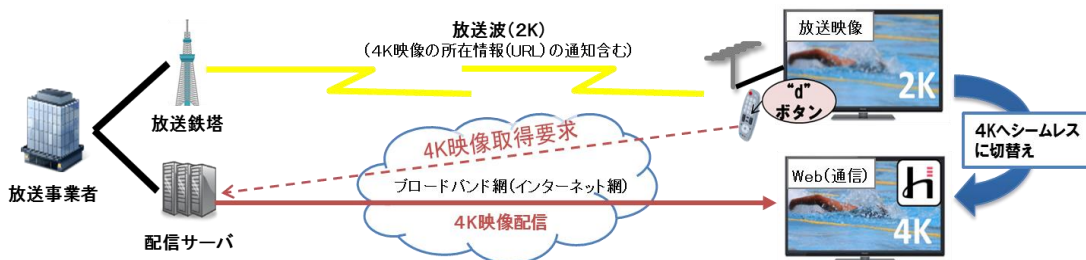 放送波(2K)
(4K映像の所在情報(URL)の通知含む)
放送映像
2K
"d"
ボタン
放送鉄塔
4K映像取得要求
4Kへシームレス
に切替え
放送事業者
ブロードバンド網(インターネット網)
Web(通信)
4K
4K映像配信
配信サーバ